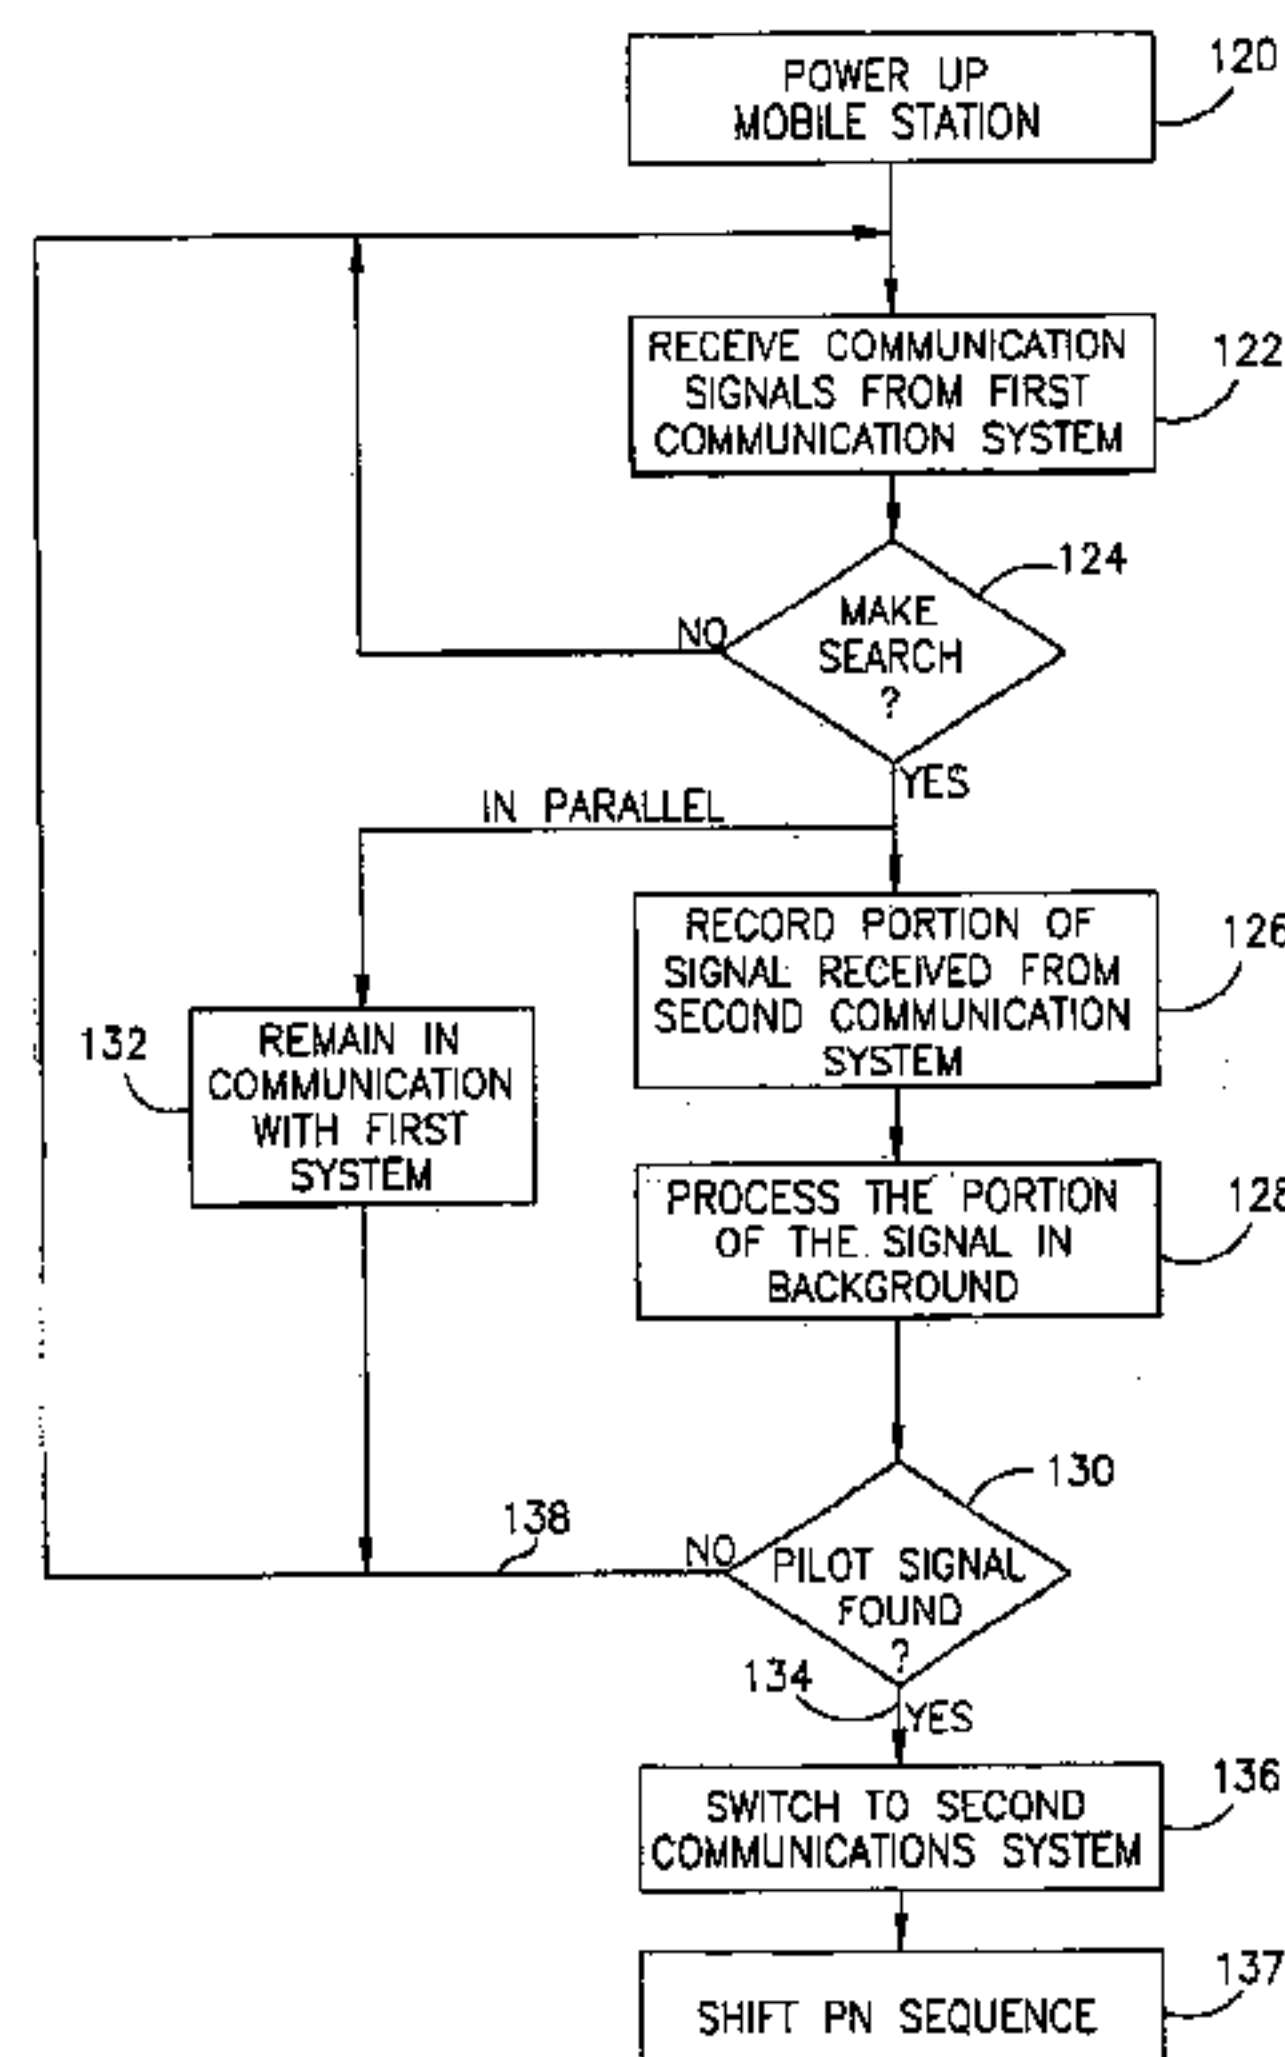 POWER UP
MOBILE STATION
120
RECEIVE COMMUNICATION
SIGNALS FROM FIRST
COMMUNICATION SYSTEM
122
124
MAKE
SEARCH
?
NO
YES
IN PARALLEL
RECORD PORTION OF
SIGNAL RECEIVED FROM
SECOND COMMUNICATION
SYSTEM
126
132
REMAIN IN
COMMUNICATION
WITH FIRST
SYSTEM
PROCESS THE PORTION
OF THE SIGNAL IN
BACKGROUND
128
130
138
NO
PILOT SIGNAL
FOUND
?
134
YES
SWITCH TO SECOND
COMMUNICATIONS SYSTEM
136
SHIFT PN SEQUENCE
137